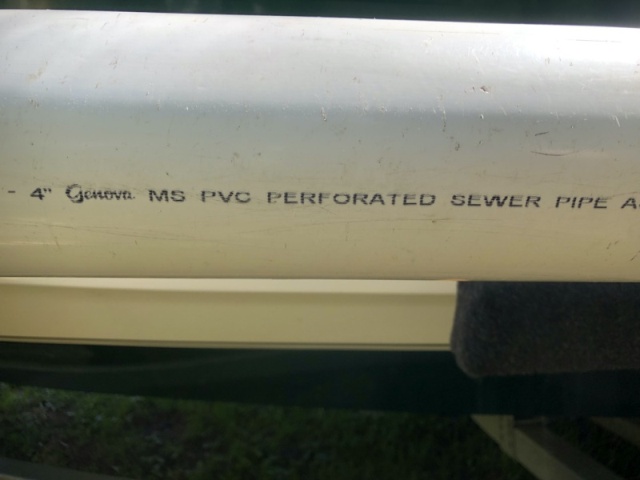 - 4" Genova MS PVC PERFORATED SEWER PIPE